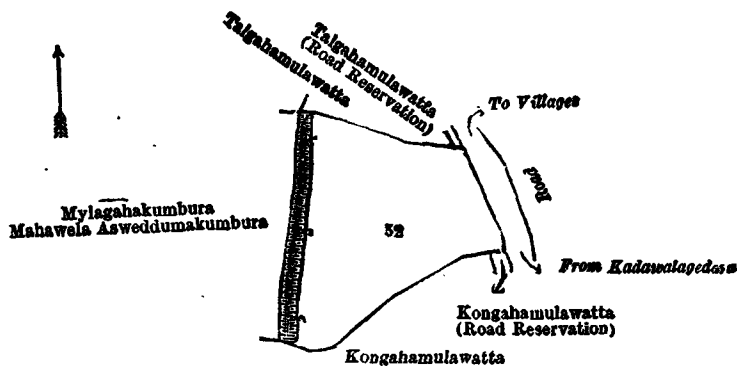 Talgahamulawatta
(Road Reservation)
Talgahamulawatta
To Villages
Road
Mylagahakumbura
Mahawela Asweddumakumbura
52
From Kadawalagedara
Kongahamulawatta
(Road Reservation)
Kongahamulawatta